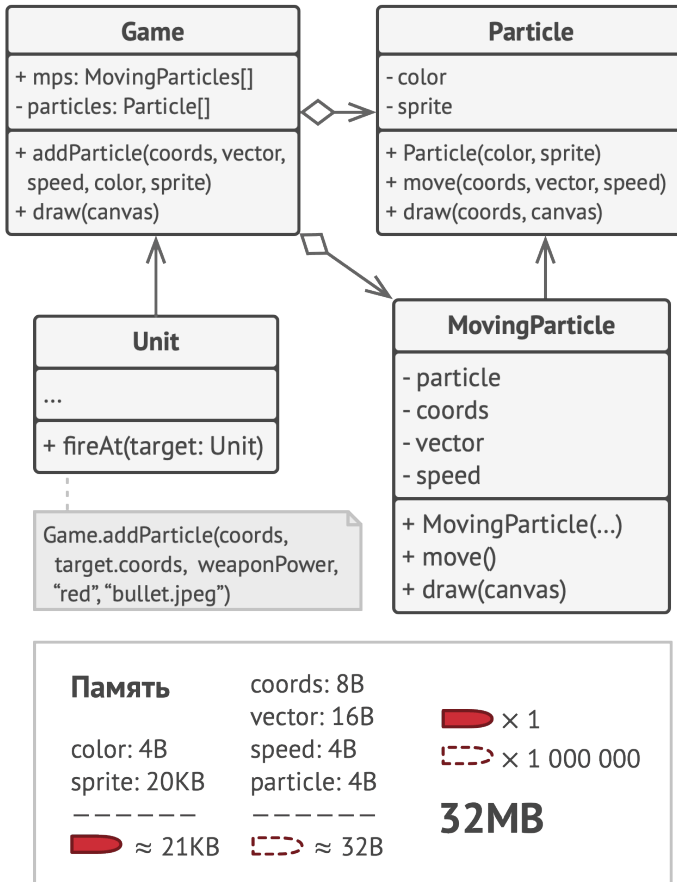 Game
+ mps: MovingParticles[]
- particles: Particle[]
+ addParticle(coords, vector,
speed, color, sprite)
+ draw(canvas)
Particle
- color
- sprite
+ Particle(color, sprite)
+ move(coords, vector, speed)
+ draw(coords, canvas)
Unit
...
+ fireAt(target: Unit)
Game.addParticle(coords,
target.coords, weaponPower,
“red”, “bullet.jpeg”)
MovingParticle
- particle
- coords
- vector
- speed
+ MovingParticle(...)
+ move()
+ draw(canvas)
Память
color: 4B
sprite: 20KB
≈ 21KB
coords: 8B
vector: 16B
speed: 4B
particle: 4B
≈ 32B
× 1
× 1 000 000
32MB